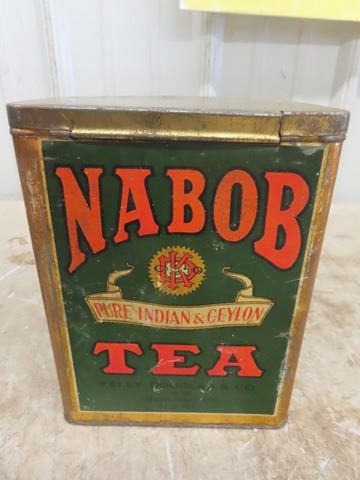 NABOB
PURE INDIAN & CEYLON
TEA
KELLY DOUGLAS & CO